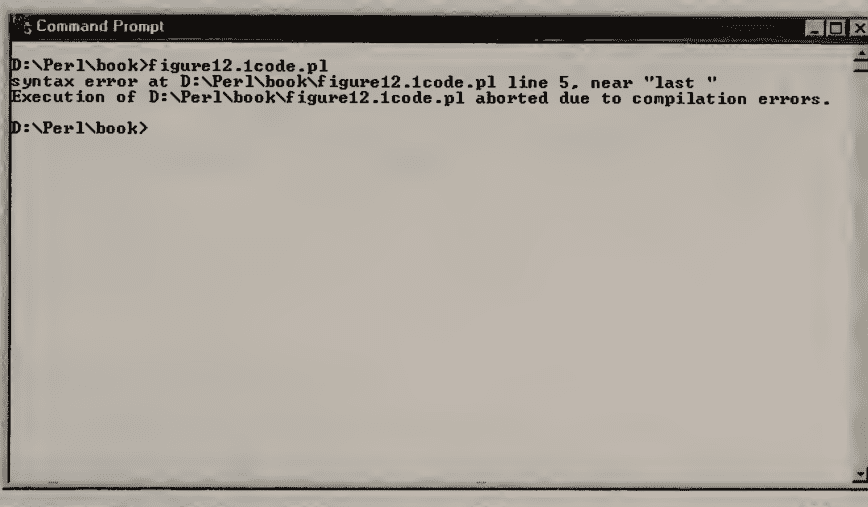 Command Prompt
D:\Perl\book>figure12.1code.pl
syntax error at D:\Perl\book\figure12.1code.pl line 5, near "last "
Execution of D:\Perl\book\figure12.1code.pl aborted due to compilation errors.
D:\Perl\book>